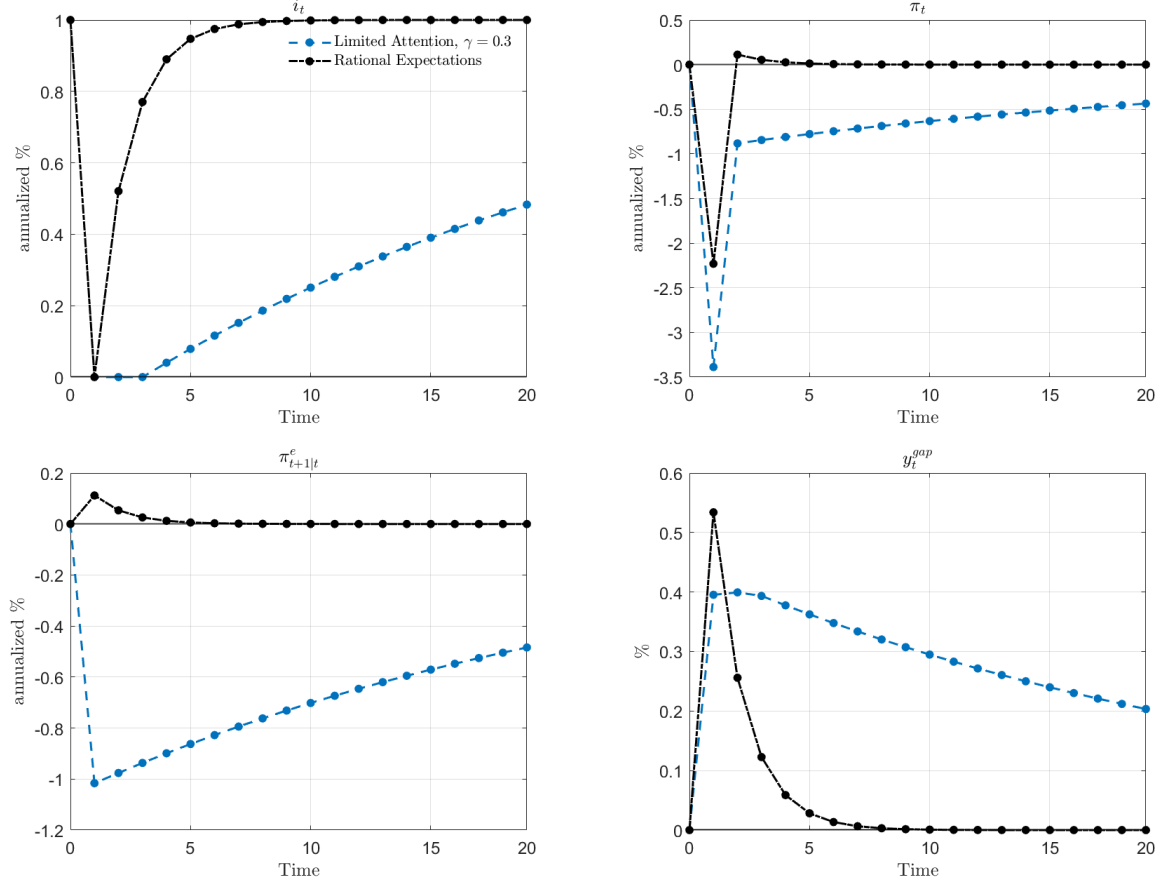 i_t
1
0.8
0.6
0.4
0.2
0
annualized %
Limited Attention, γ = 0.3
Rational Expectations
0 5 10 15 20
Time
π_t
0.5
0
-0.5
-1
-1.5
-2
-2.5
-3
-3.5
annualized %
0 5 10 15 20
Time
π^e_{t+1|t}
0.2
0
-0.2
-0.4
-0.6
-0.8
-1
-1.2
annualized %
0 5 10 15 20
Time
y_t^{gap}
0.6
0.5
0.4
0.3
0.2
0.1
0
%
0 5 10 15 20
Time